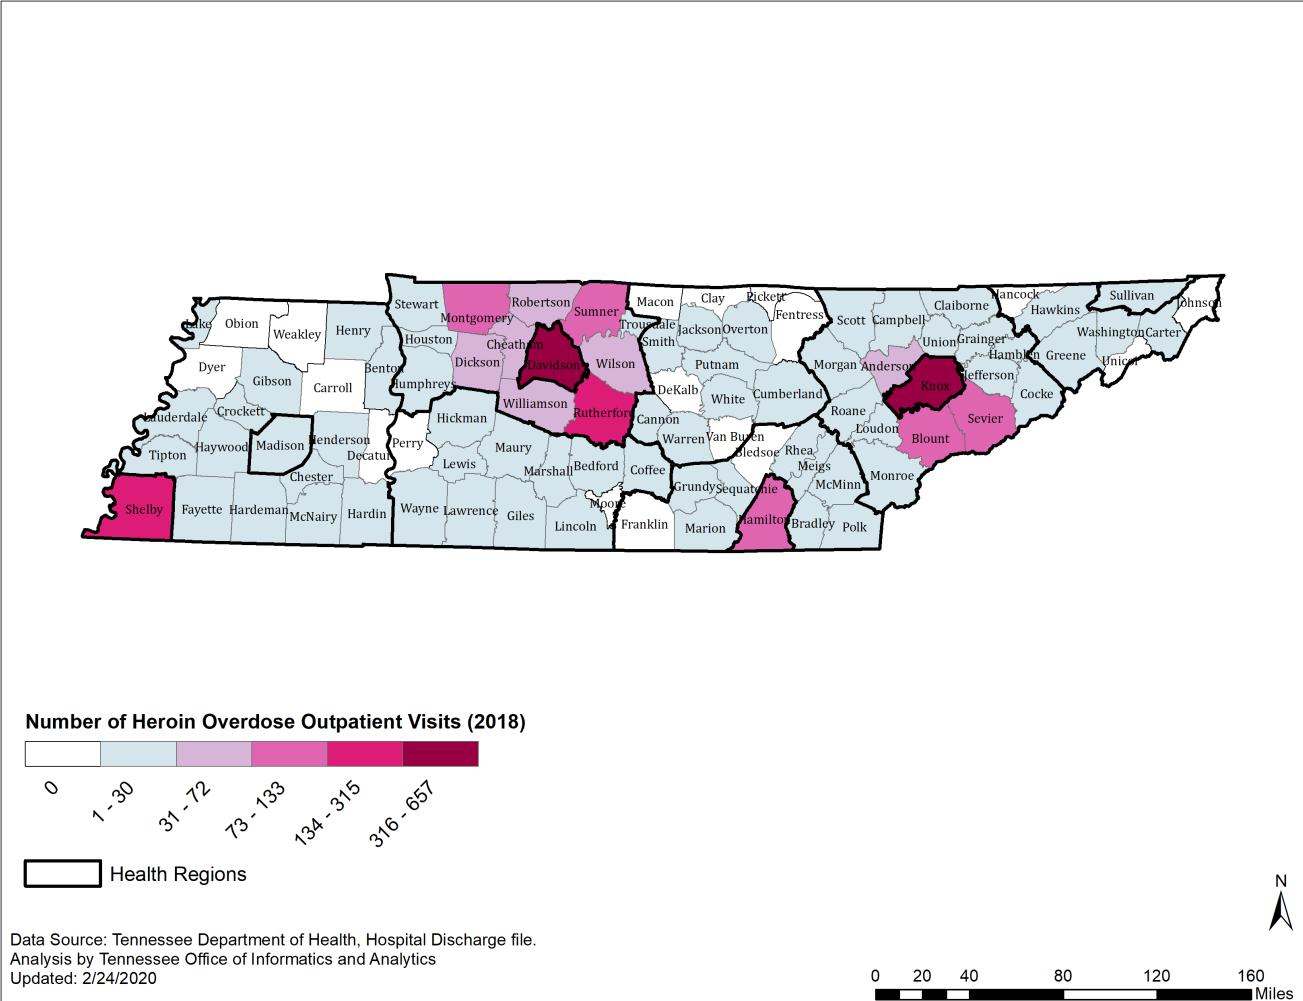 Stewart
Montgomery
Robertson
Sumner
Macon
Clay
Pickett
Fentress
Scott
Campbell
Claiborne
Hancock
Hawkins
Sullivan
Johnson
Lake
Obion
Weakley
Henry
Houston
Cheatham
Trousdale
Smith
Jackson
Overton
Union
Grainger
Hamblen
Greene
Washington
Carter
Unicoi
Dyer
Gibson
Carroll
Benton
Humphreys
Dickson
Davidson
Wilson
DeKalb
Putnam
White
Cumberland
Morgan
Anderson
Knox
Jefferson
Cocke
Sevier
Lauderdale
Crockett
Haywood
Madison
Henderson
Decatur
Perry
Hickman
Williamson
Rutherford
Cannon
Warren
Van Buren
Bledsoe
Rhea
Roane
Loudon
Blount
Tipton
Chester
Lewis
Maury
Marshall
Bedford
Coffee
Grundy
Sequatchie
Meigs
McMinn
Monroe
Shelby
Fayette
Hardeman
McNairy
Hardin
Wayne
Lawrence
Giles
Lincoln
Moore
Franklin
Marion
Hamilton
Bradley
Polk
Number of Heroin Overdose Outpatient Visits (2018)
0
1 - 30
31 - 72
73 - 133
134 - 315
316 - 657
Health Regions
N
Data Source: Tennessee Department of Health, Hospital Discharge file.
Analysis by Tennessee Office of Informatics and Analytics
Updated: 2/24/2020
0 20 40 80 120 160
Miles